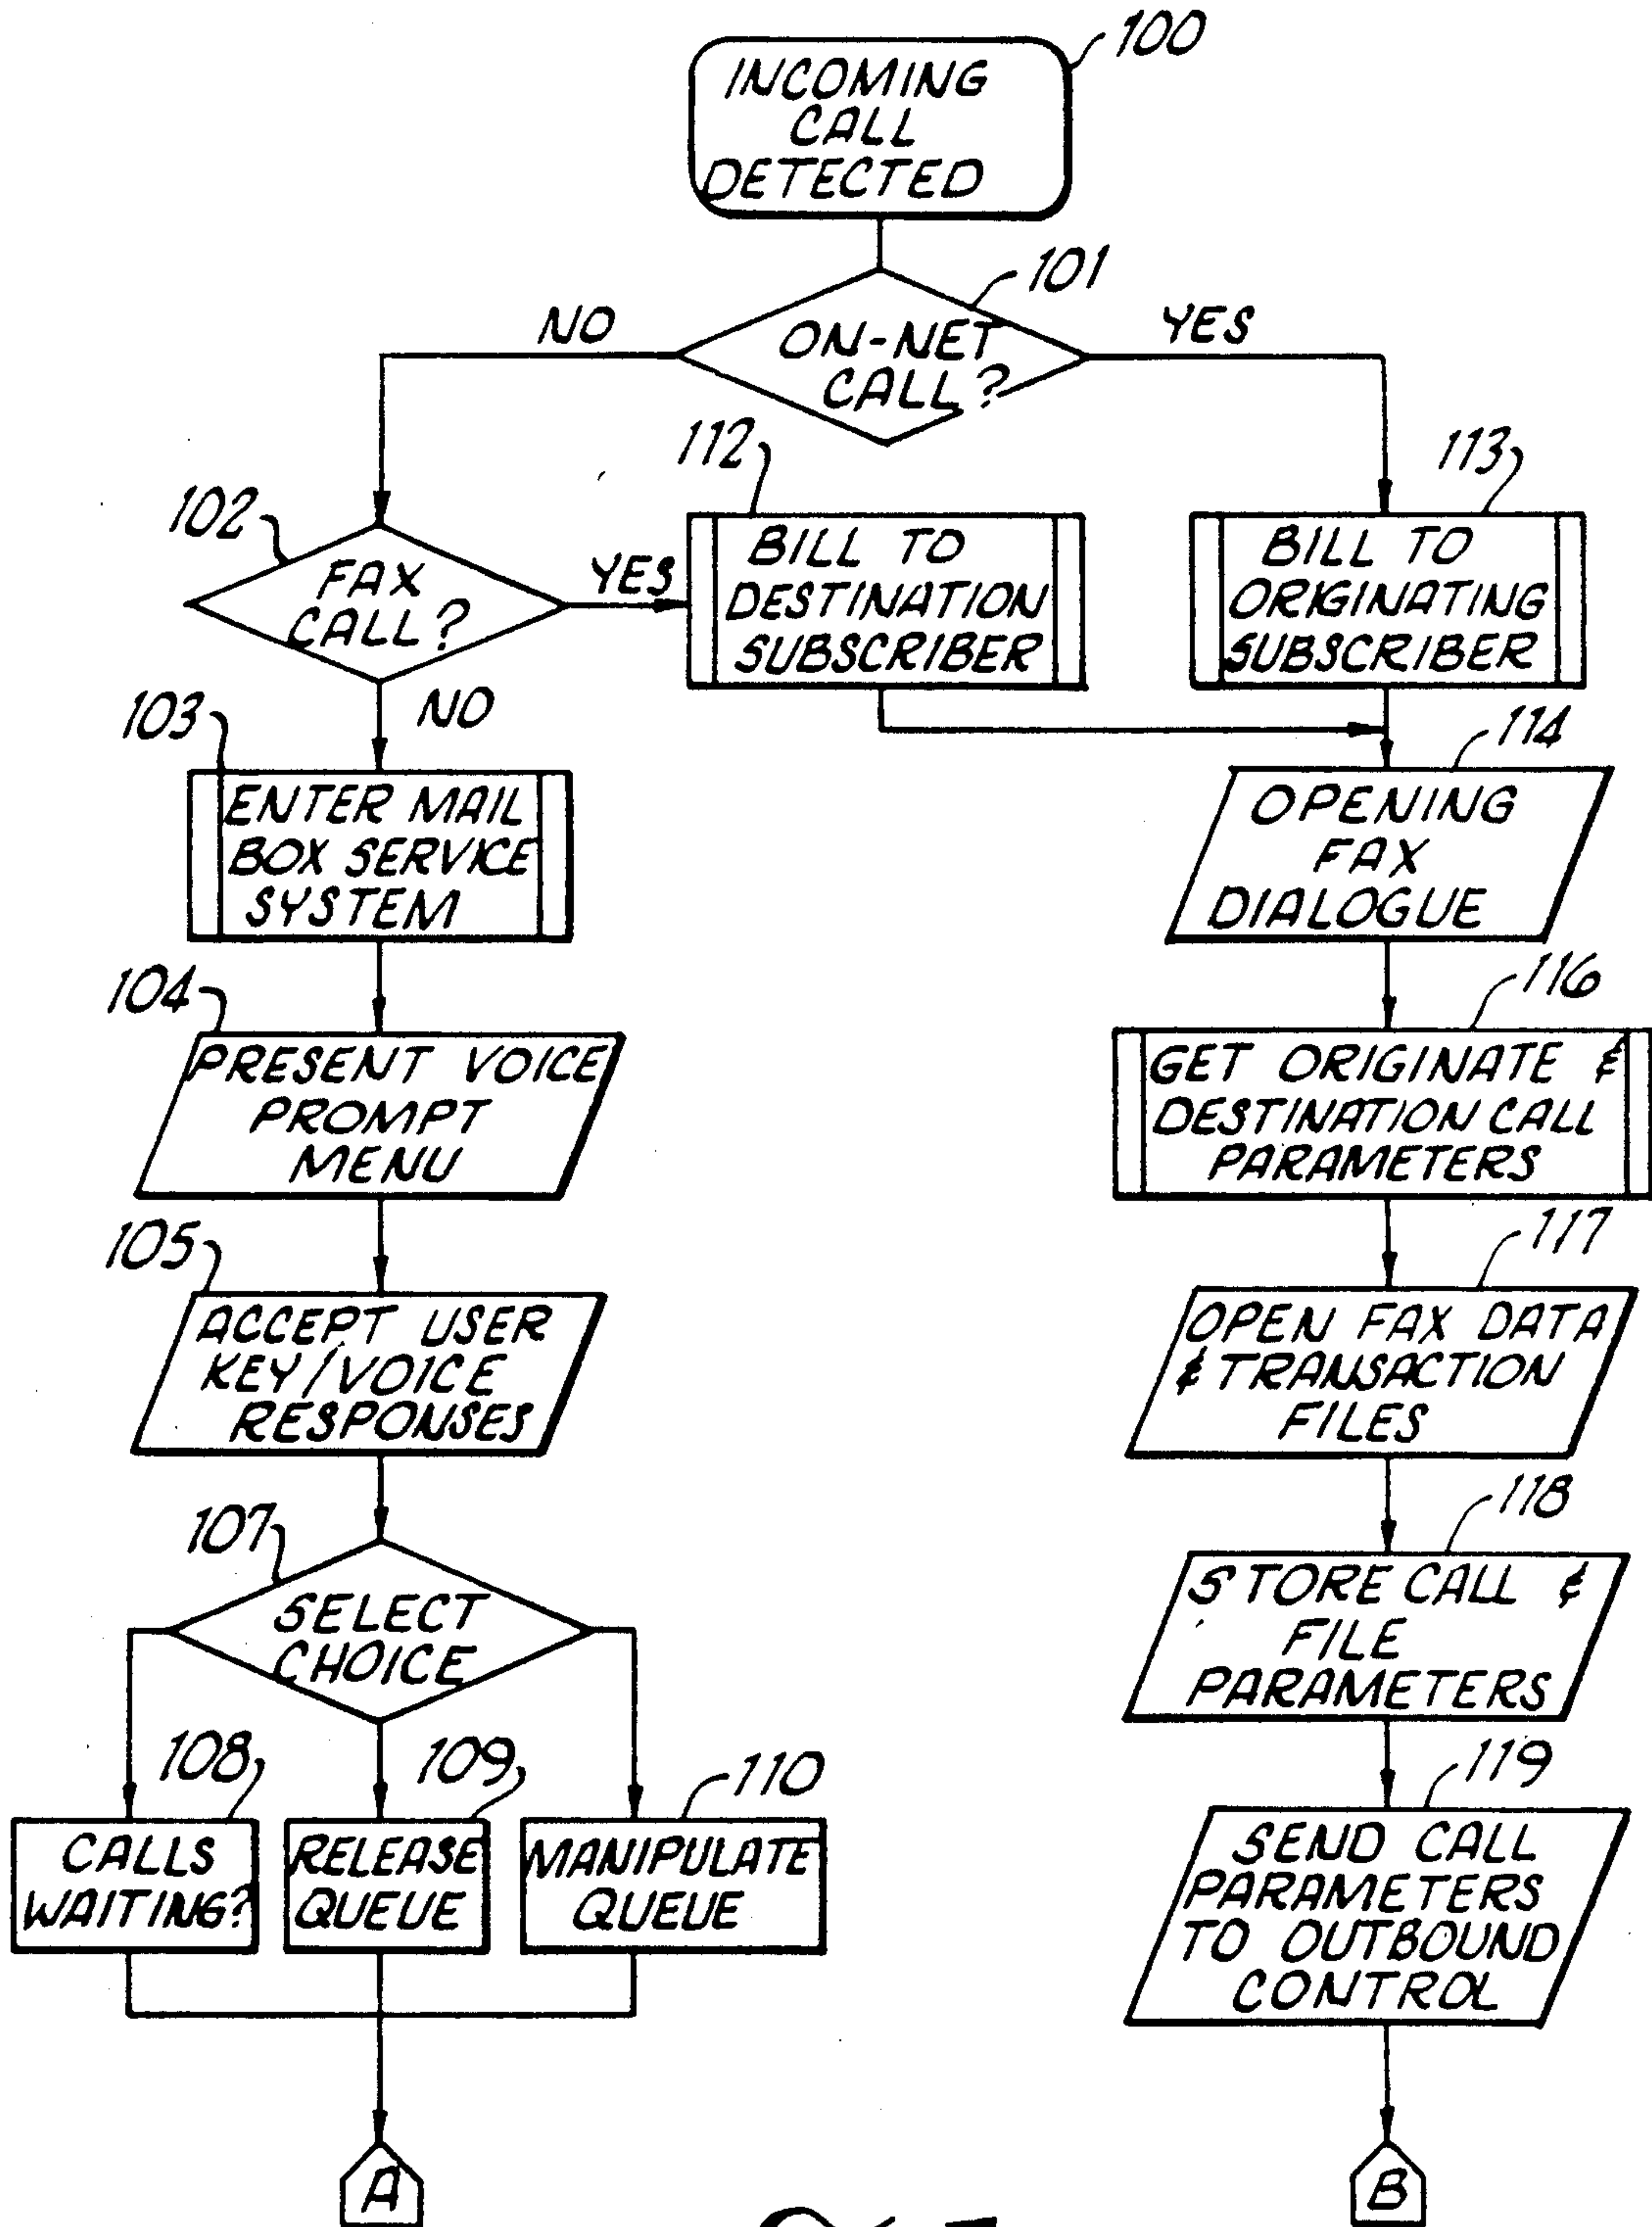 100
INCOMING
CALL
DETECTED
101
NO
ON-NET
CALL?
YES
112
113
102
FAX
CALL?
YES
BILL TO
DESTINATION
SUBSCRIBER
BILL TO
ORIGINATING
SUBSCRIBER
NO
103
ENTER MAIL
BOX SERVICE
SYSTEM
114
OPENING
FAX
DIALOGUE
104
PRESENT VOICE
PROMPT
MENU
116
GET ORIGINATE &
DESTINATION CALL
PARAMETERS
105
ACCEPT USER
KEY/VOICE
RESPONSES
117
OPEN FAX DATA
& TRANSACTION
FILES
107
SELECT
CHOICE
118
STORE CALL &
FILE
PARAMETERS
108
CALLS
WAITING?
109
RELEASE
QUEUE
110
MANIPULATE
QUEUE
119
SEND CALL
PARAMETERS
TO OUTBOUND
CONTROL
A
B